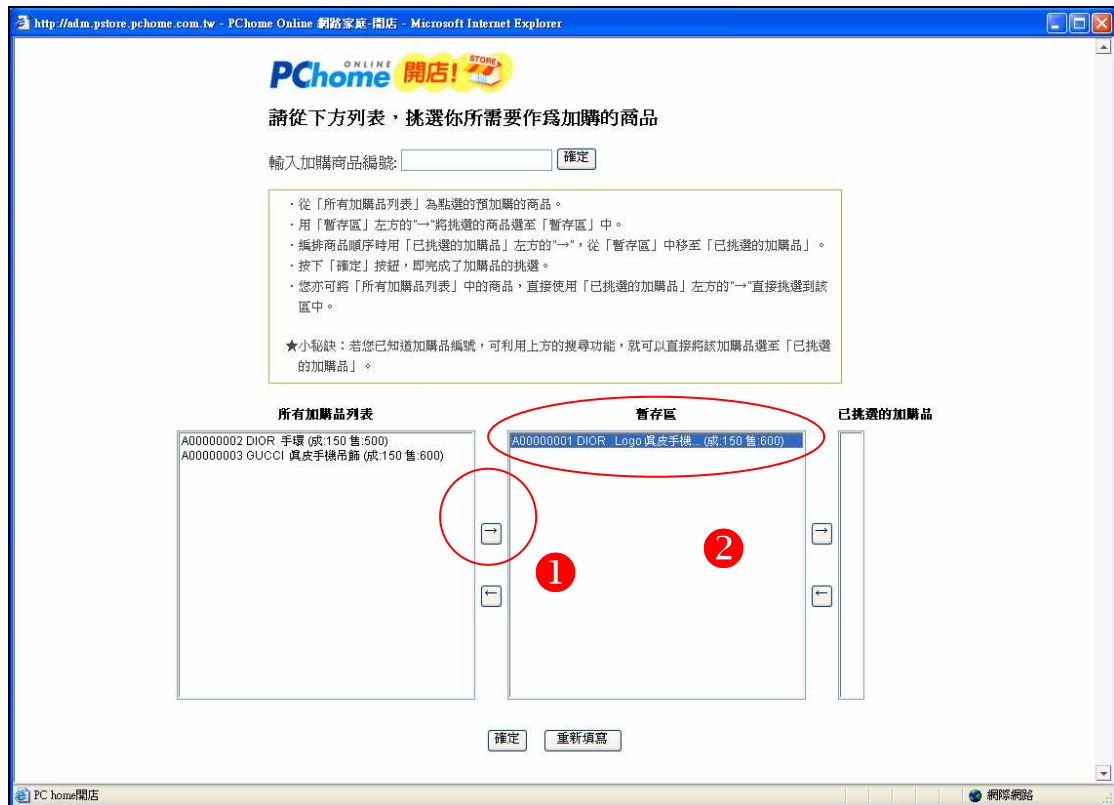 http://adm.pstore.pchome.com.tw - PChome Online 網路家庭-開店 - Microsoft Internet Explorer
PChome ONLINE 開店! STORE
請從下方列表，挑選你所需要作為加購的商品
輸入加購商品編號: 確定
・從「所有加購品列表」為點選的預加購的商品。
・用「暫存區」左方的"→"將挑選的商品選至「暫存區」中。
・編排商品順序時用「已挑選的加購品」左方的"→"，從「暫存區」中移至「已挑選的加購品」。
・按下「確定」按鈕，即完成了加購品的挑選。
・您亦可將「所有加購品列表」中的商品，直接使用「已挑選的加購品」左方的"→"直接挑選到該
區中。
★小秘訣：若您已知道加購品編號，可利用上方的搜尋功能，就可以直接將該加購品選至「已挑選
的加購品」。
所有加購品列表 暫存區 已挑選的加購品
A00000002 DIOR 手環 (成:150 售:500)
A00000003 GUCCI 真皮手機吊飾 (成:150 售:600)
A00000001 DIOR Logo 真皮手機... (成:150 售:600)
→ →
1 2
← ←
確定 重新填寫
PC home開店 網際網路